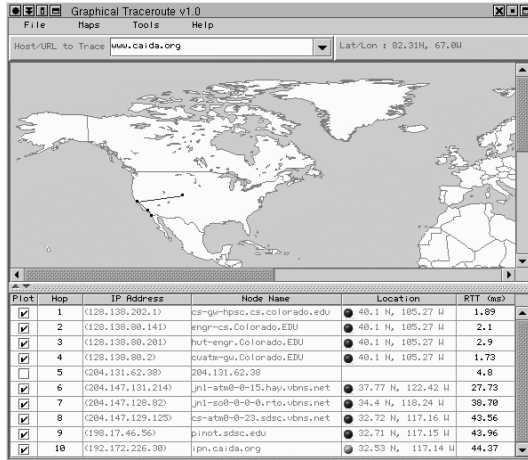 Graphical Traceroute v1.0
File Maps Tools Help
Host/URL to Trace www.caida.org Lat/Lon : 82.31N, 67.0W
Plot Hop IP Address Node Name Location RTT (ms)
1 (128.138.202.1) cs-gw-hpsc.cs.colorado.edu 40.1 N, 105.27 W 1.89
2 (128.138.80.141) engr-cs.Colorado.EDU 40.1 N, 105.27 W 2.1
3 (128.138.80.201) hut-engr.Colorado.EDU 40.1 N, 105.27 W 2.9
4 (128.138.80.2) cuatm-gw.Colorado.EDU 40.1 N, 105.27 W 1.73
5 (204.131.62.38) 204.131.62.38 4.8
6 (204.147.131.214) jn1-atm0-0-15.hay.vbns.net 37.77 N, 122.42 W 27.73
7 (204.147.128.82) jn1-so0-0-0-0.rto.vbns.net 34.4 N, 118.24 W 38.70
8 (204.147.129.125) cs-atm0-0-23.sdsc.vbns.net 32.72 N, 117.16 W 43.56
9 (198.17.46.56) pinot.sdsc.edu 32.71 N, 117.15 W 43.96
10 (192.172.226.30) ipn.caida.org 32.53 N, 117.14 W 44.37